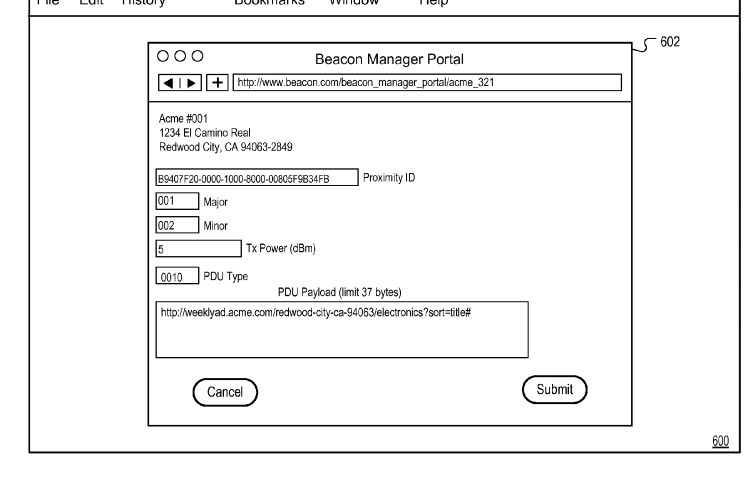 File Edit History Bookmarks Window Help
602
Beacon Manager Portal
http://www.beacon.com/beacon_manager_portal/acme_321
Acme #001
1234 El Camino Real
Redwood City, CA 94063-2849
B9407F20-0000-1000-8000-00805F9B34FB Proximity ID
001 Major
002 Minor
5 Tx Power (dBm)
0010 PDU Type
PDU Payload (limit 37 bytes)
http://weeklyad.acme.com/redwood-city-ca-94063/electronics?sort=title#
Cancel Submit
600